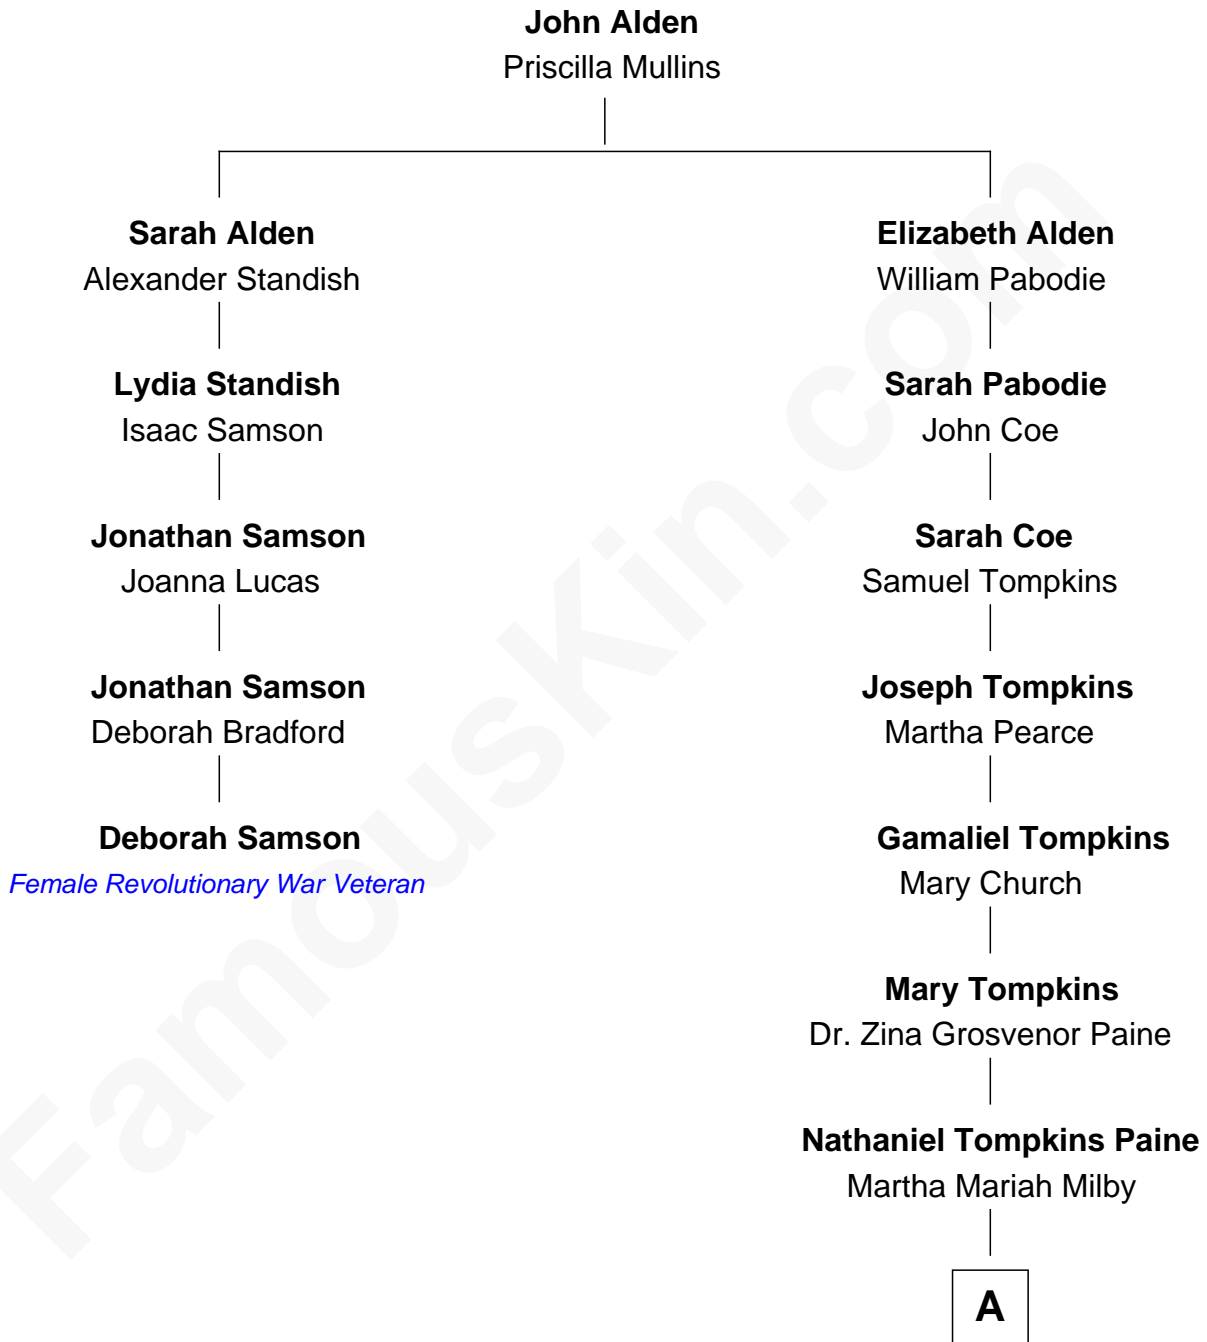 John Alden
Priscilla Mullins
Sarah Alden
Alexander Standish
Lydia Standish
Isaac Samson
Jonathan Samson
Joanna Lucas
Jonathan Samson
Deborah Bradford
Deborah Samson
Female Revolutionary War Veteran
Elizabeth Alden
William Pabodie
Sarah Pabodie
John Coe
Sarah Coe
Samuel Tompkins
Joseph Tompkins
Martha Pearce
Gamaliel Tompkins
Mary Church
Mary Tompkins
Dr. Zina Grosvenor Paine
Nathaniel Tompkins Paine
Martha Mariah Milby
A
FamousKin.com